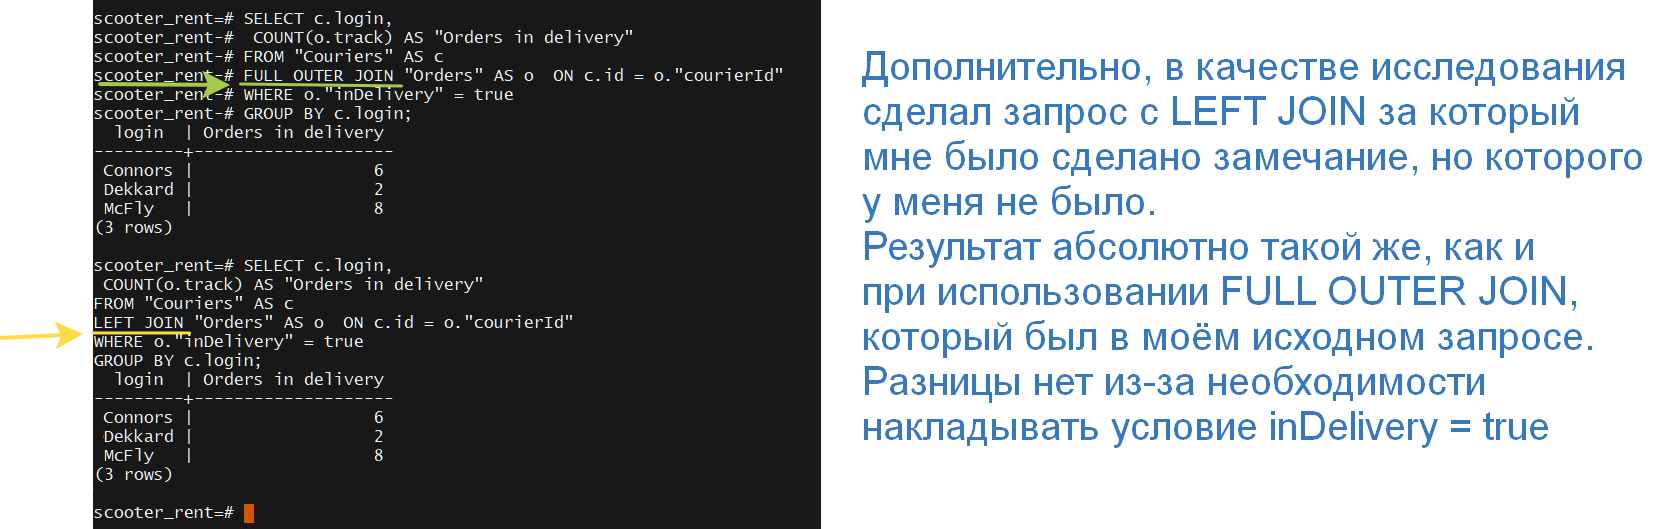 scooter_rent=# SELECT c.login,
scooter_rent-#  COUNT(o.track) AS "Orders in delivery"
scooter_rent-# FROM "Couriers" AS c
scooter_rent-# FULL OUTER JOIN "Orders" AS o  ON c.id = o."courierId"
scooter_rent-# WHERE o."inDelivery" = true
scooter_rent-# GROUP BY c.login;
  login  | Orders in delivery
---------+---------------------
 Connors |                  6
 Dekkard |                  2
 McFly   |                  8
(3 rows)
scooter_rent=# SELECT c.login,
 COUNT(o.track) AS "Orders in delivery"
FROM "Couriers" AS c
LEFT JOIN "Orders" AS o  ON c.id = o."courierId"
WHERE o."inDelivery" = true
GROUP BY c.login;
  login  | Orders in delivery
---------+---------------------
 Connors |                  6
 Dekkard |                  2
 McFly   |                  8
(3 rows)
scooter_rent=#
Дополнительно, в качестве исследования
сделал запрос с LEFT JOIN за который
мне было сделано замечание, но которого
у меня не было.
Результат абсолютно такой же, как и
при использовании FULL OUTER JOIN,
который был в моём исходном запросе.
Разницы нет из-за необходимости
накладывать условие inDelivery = true